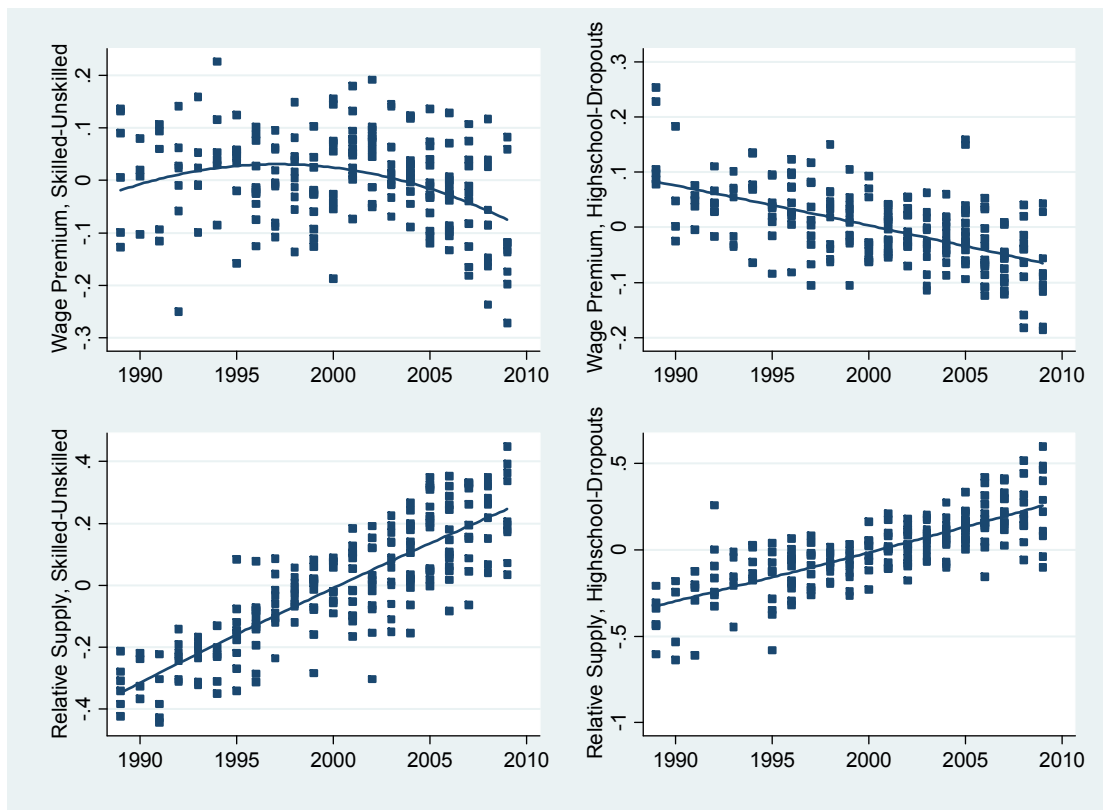 Wage Premium, Skilled-Unskilled
.2
.1
0
-.1
-.2
-.3
1990 1995 2000 2005 2010
Wage Premium, Highschool-Dropouts
.3
.2
.1
0
-.1
-.2
1990 1995 2000 2005 2010
Relative Supply, Skilled-Unskilled
.4
.2
0
-.2
-.4
1990 1995 2000 2005 2010
Relative Supply, Highschool-Dropouts
.5
0
-.5
-1
1990 1995 2000 2005 2010